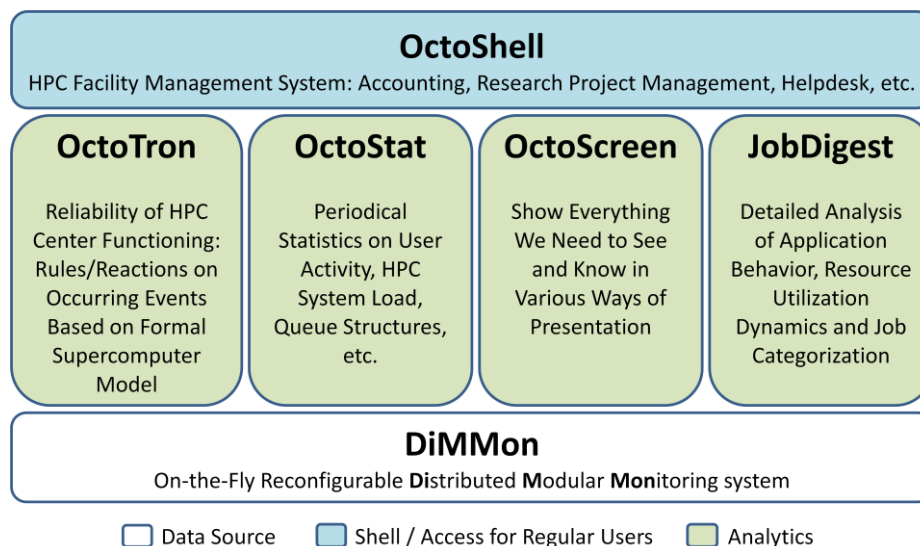 OctoShell
HPC Facility Management System: Accounting, Research Project Management, Helpdesk, etc.
OctoTron
Reliability of HPC
Center Functioning:
Rules/Reactions on
Occurring Events
Based on Formal
Supercomputer
Model
OctoStat
Periodical
Statistics on User
Activity, HPC
System Load,
Queue Structures,
etc.
OctoScreen
Show Everything
We Need to See
and Know in
Various Ways of
Presentation
JobDigest
Detailed Analysis
of Application
Behavior, Resource
Utilization
Dynamics and Job
Categorization
DiMMon
On-the-Fly Reconfigurable Distributed Modular Monitoring system
Data Source
Shell / Access for Regular Users
Analytics